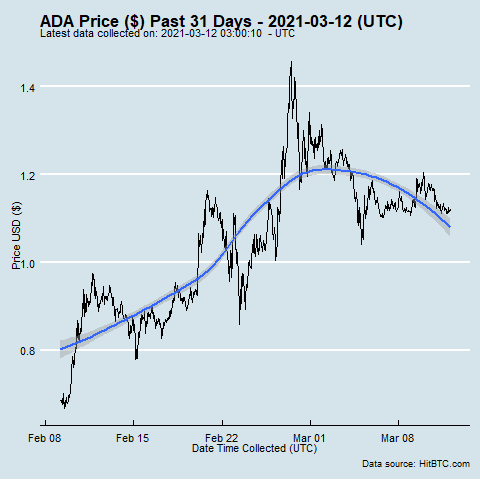 ADA Price ($) Past 31 Days - 2021-03-12 (UTC)
Latest data collected on: 2021-03-12 03:00:10  - UTC
Price USD ($)
1.4
1.2
1.0
0.8
Feb 08 Feb 15 Feb 22 Mar 01 Mar 08
Date Time Collected (UTC)
Data source: HitBTC.com